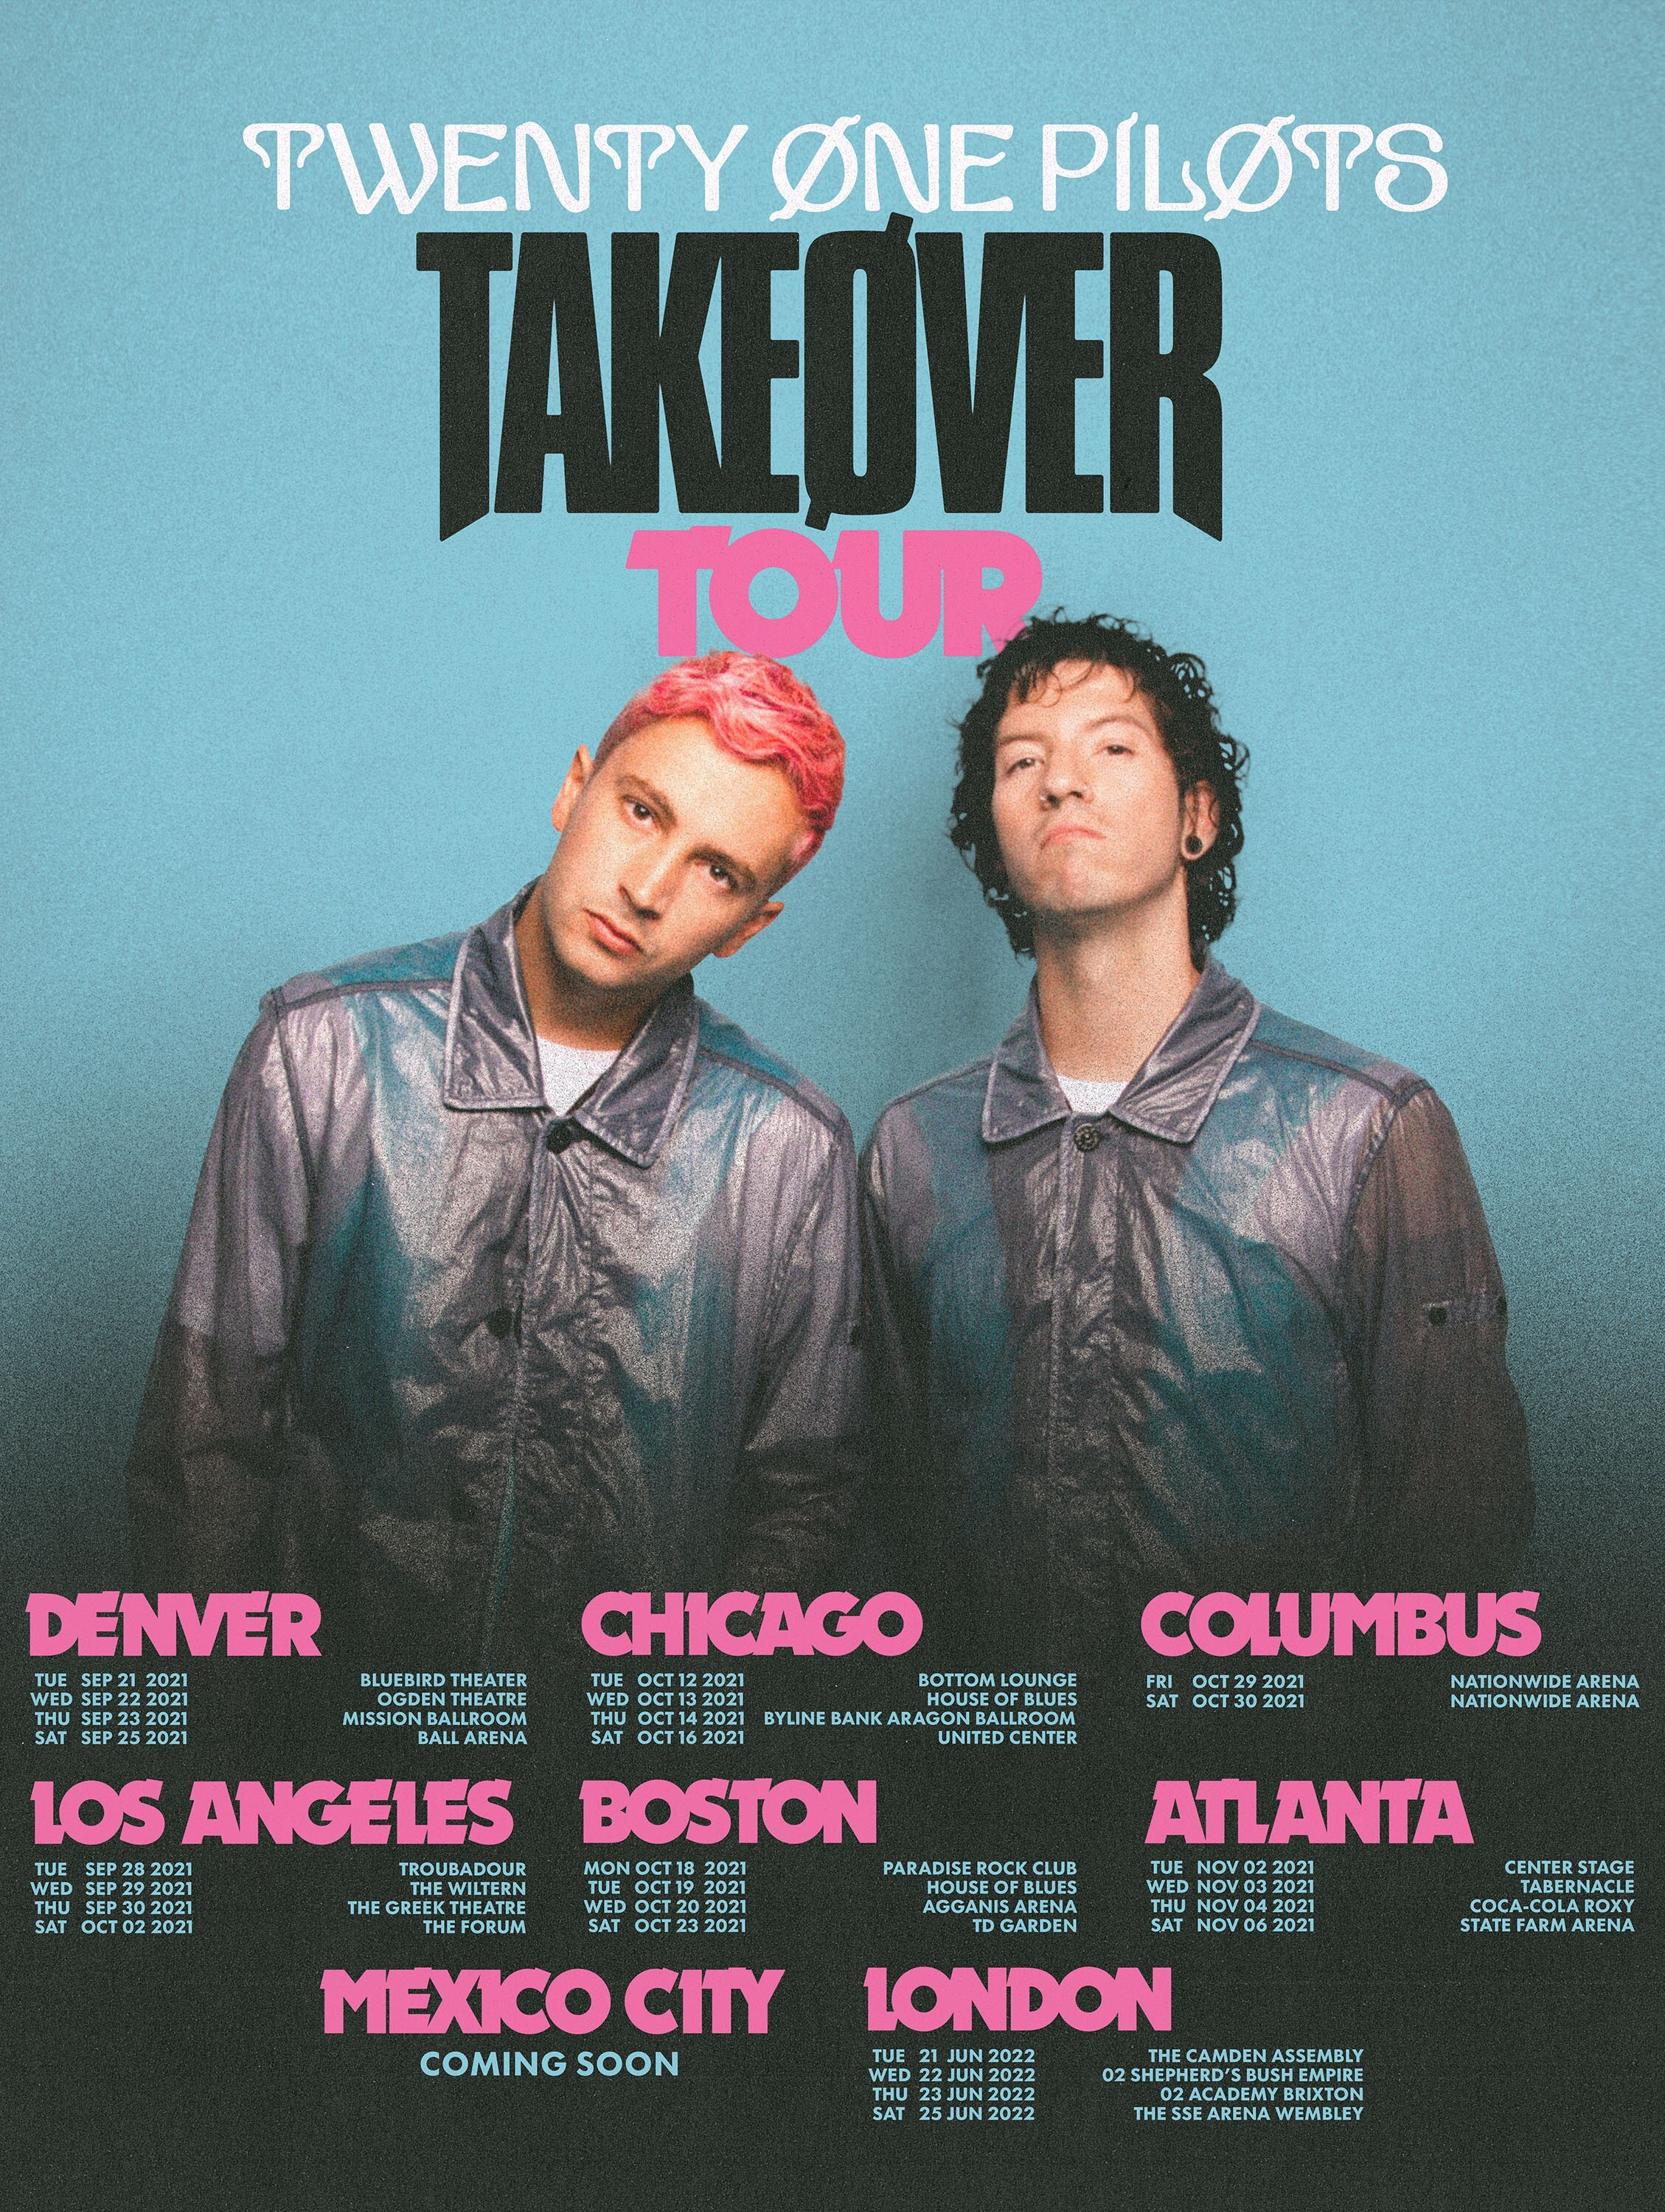 TWENTY ØNE PILØTS
TAKEØVER
TOUR
DENVER
TUE SEP 21 2021 BLUEBIRD THEATER
WED SEP 22 2021 OGDEN THEATRE
THU SEP 23 2021 MISSION BALLROOM
SAT SEP 25 2021 BALL ARENA
CHICAGO
TUE OCT 12 2021 BOTTOM LOUNGE
WED OCT 13 2021 HOUSE OF BLUES
THU OCT 14 2021 BYLINE BANK ARAGON BALLROOM
SAT OCT 16 2021 UNITED CENTER
COLUMBUS
FRI OCT 29 2021 NATIONWIDE ARENA
SAT OCT 30 2021 NATIONWIDE ARENA
LOS ANGELES
TUE SEP 28 2021 TROUBADOUR
WED SEP 29 2021 THE WILTERN
THU SEP 30 2021 THE GREEK THEATRE
SAT OCT 02 2021 THE FORUM
BOSTON
MON OCT 18 2021 PARADISE ROCK CLUB
TUE OCT 19 2021 HOUSE OF BLUES
WED OCT 20 2021 AGGANIS ARENA
SAT OCT 23 2021 TD GARDEN
ATLANTA
TUE NOV 02 2021 CENTER STAGE
WED NOV 03 2021 TABERNACLE
THU NOV 04 2021 COCA-COLA ROXY
SAT NOV 06 2021 STATE FARM ARENA
MEXICO CITY
COMING SOON
LONDON
TUE 21 JUN 2022 THE CAMDEN ASSEMBLY
WED 22 JUN 2022 02 SHEPHERD'S BUSH EMPIRE
THU 23 JUN 2022 02 ACADEMY BRIXTON
SAT 25 JUN 2022 THE SSE ARENA WEMBLEY